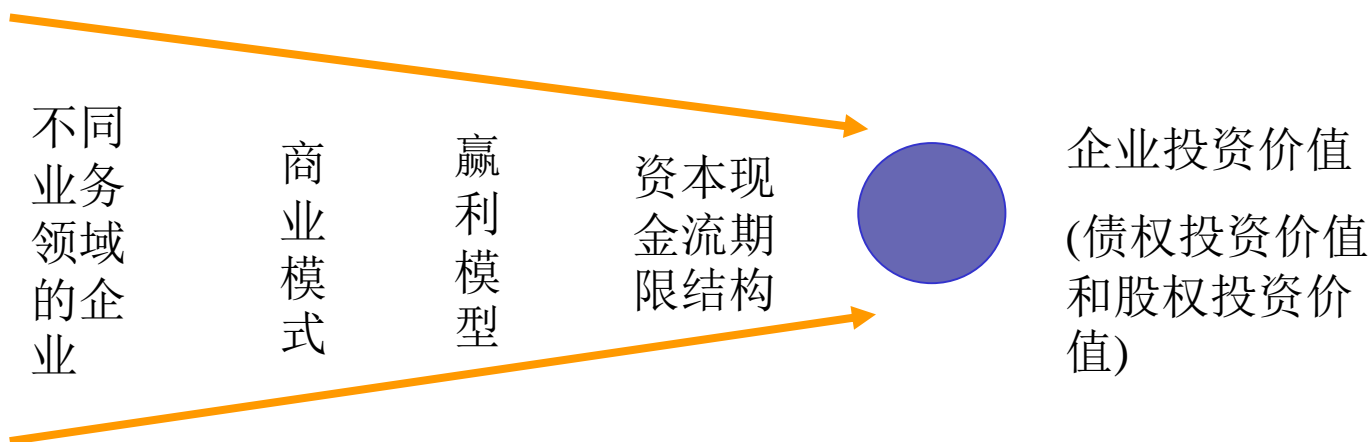 不同
业务
领域
的企
业
商
业
模
式
赢
利
模
型
资本现
金流期
限结构
企业投资价值
(债权投资价值
和股权投资价
值)